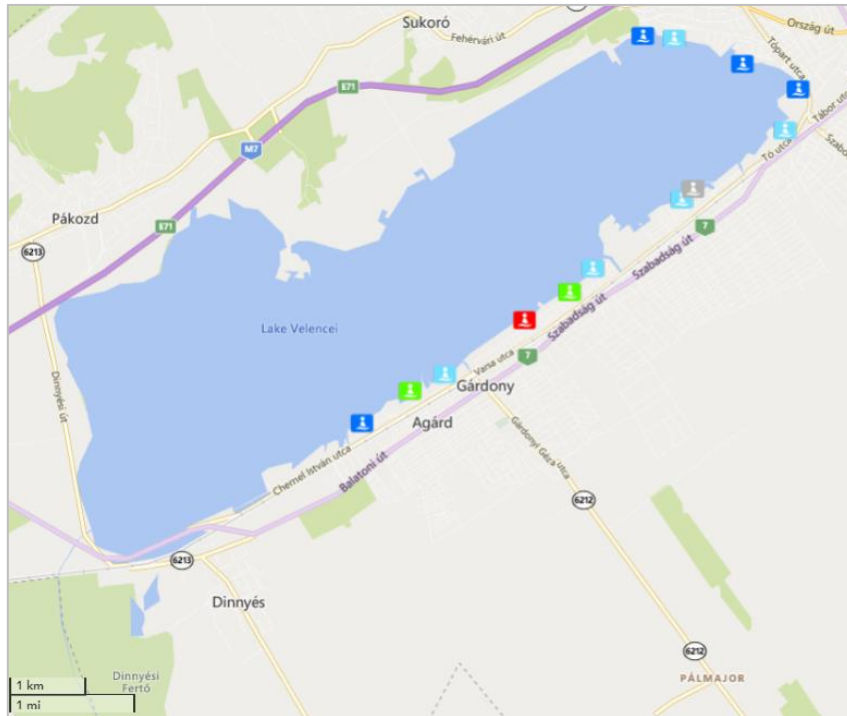 Sukoró
Fehérvári út
Ország út
Tópart utca
E71
M7
Tábor utc
Szabo
Tó utca
Pákozd
E71
6213
7
Szabadság út
Lake Velencei
Szabadság út
7
Varsa utca
Gárdony
Dinnyési út
Agárd
Gárdonyi Géza utca
Chernel István utca
Balatoni út
6212
6213
Dinnyés
6212
Dinnyési
Fertő
PÁLMAJOR
1 km
1 mi